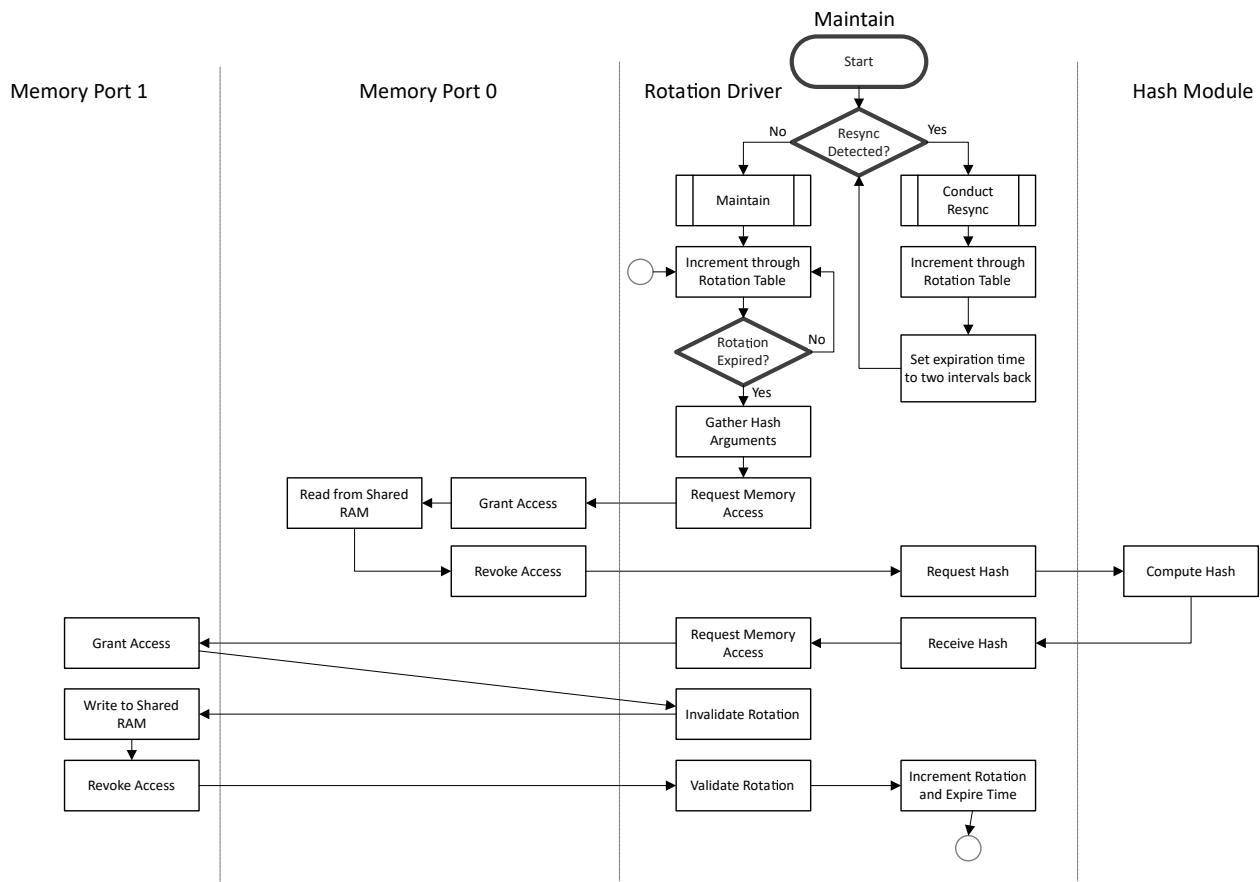 Maintain
Start
Memory Port 1
Memory Port 0
Rotation Driver
Hash Module
No
Resync
Detected?
Yes
Maintain
Conduct
Resync
Increment through
Rotation Table
Increment through
Rotation Table
Rotation
Expired?
No
Set expiration time
to two intervals back
Yes
Gather Hash
Arguments
Read from Shared
RAM
Grant Access
Request Memory
Access
Revoke Access
Request Hash
Compute Hash
Grant Access
Request Memory
Access
Receive Hash
Write to Shared
RAM
Invalidate Rotation
Revoke Access
Validate Rotation
Increment Rotation
and Expire Time